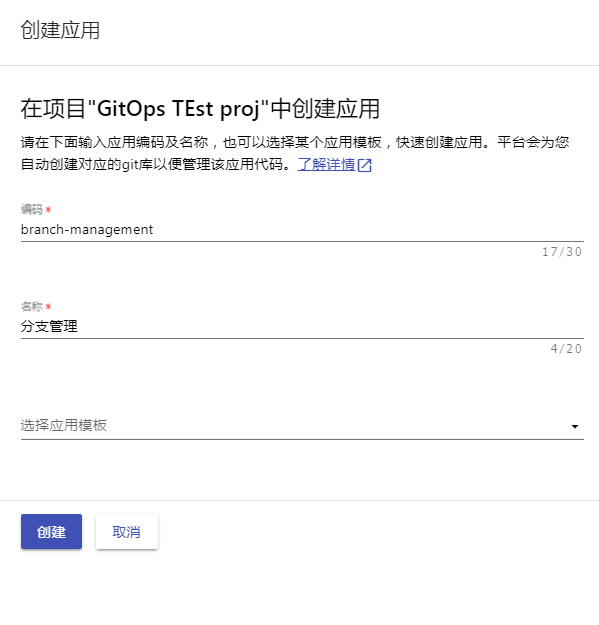 创建应用
在项目"GitOps TEst proj"中创建应用
请在下面输入应用编码及名称，也可以选择某个应用模板，快速创建应用。平台会为您
自动创建对应的git库以便管理该应用代码。了解详情
编码 *
branch-management
17/30
名称 *
分支管理
4/20
选择应用模板
创建 取消